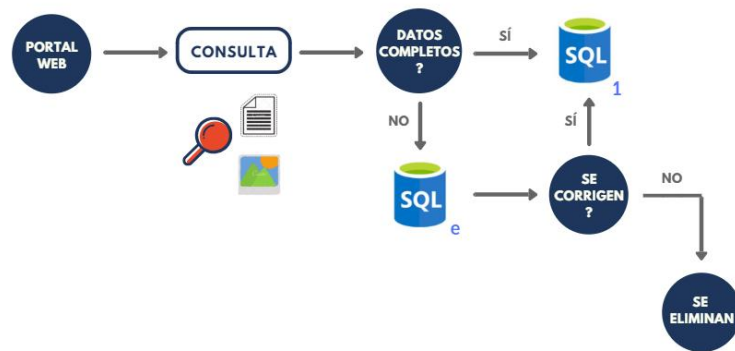 PORTAL
WEB
CONSULTA
DATOS
COMPLETOS
?
SÍ
SQL
1
NO
SQL
e
SÍ
SE
CORRIGEN
?
NO
SE
ELIMINAN